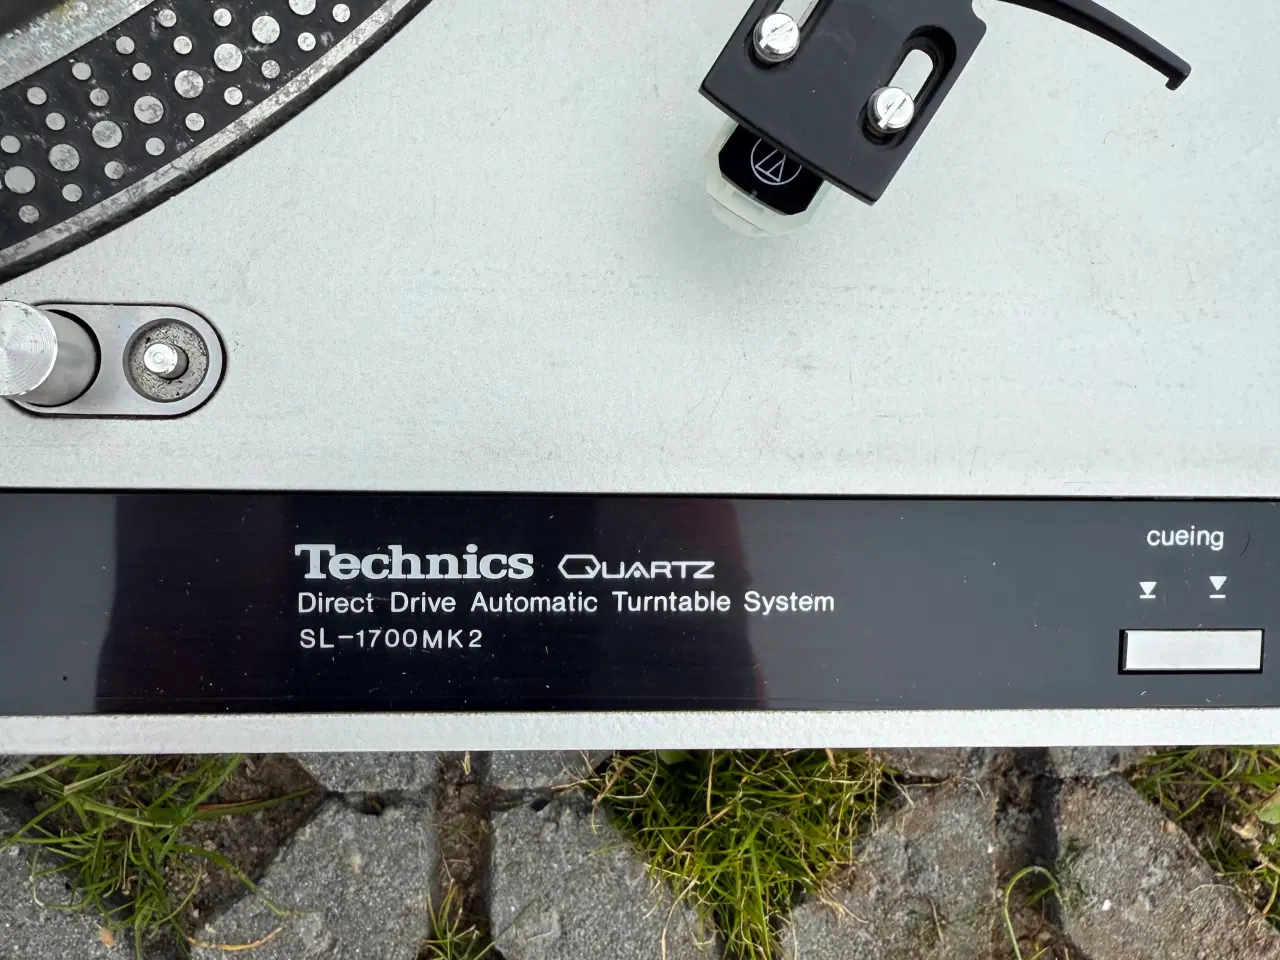 Technics QUARTZ
Direct Drive Automatic Turntable System
SL-1700MK2
cueing